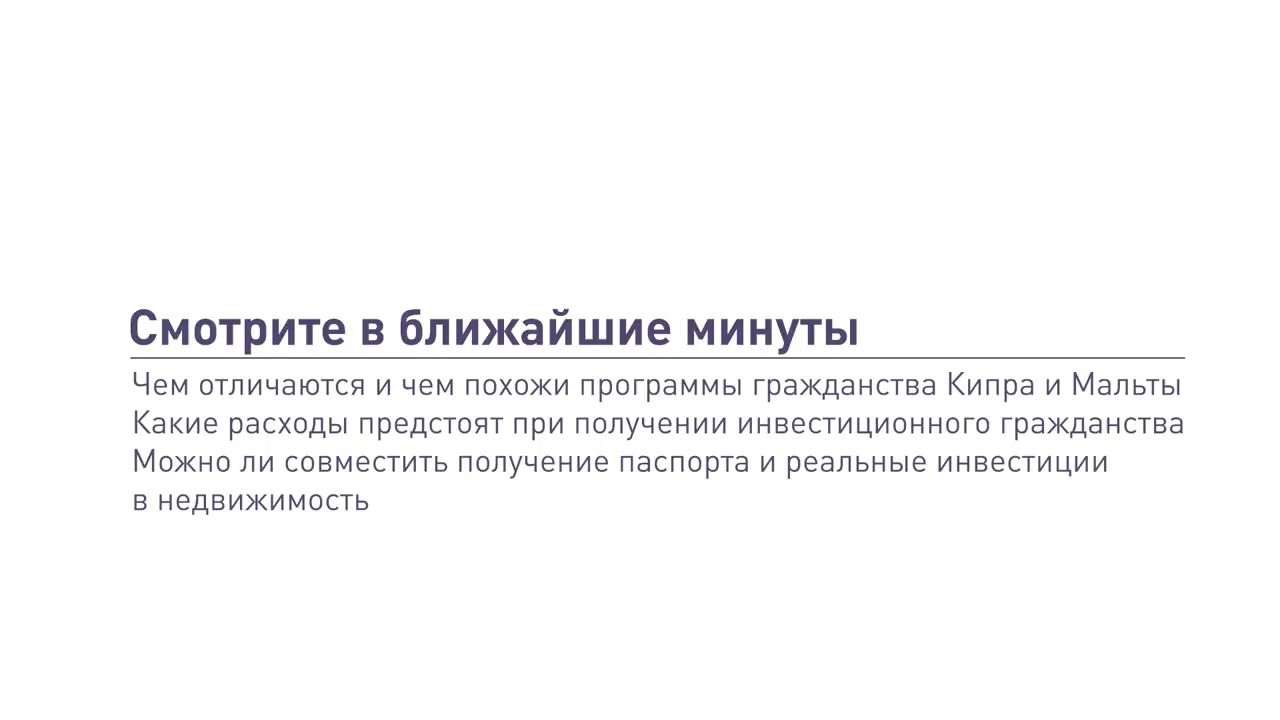 Смотрите в ближайшие минуты
Чем отличаются и чем похожи программы гражданства Кипра и Мальты
Какие расходы предстоят при получении инвестиционного гражданства
Можно ли совместить получение паспорта и реальные инвестиции
в недвижимость